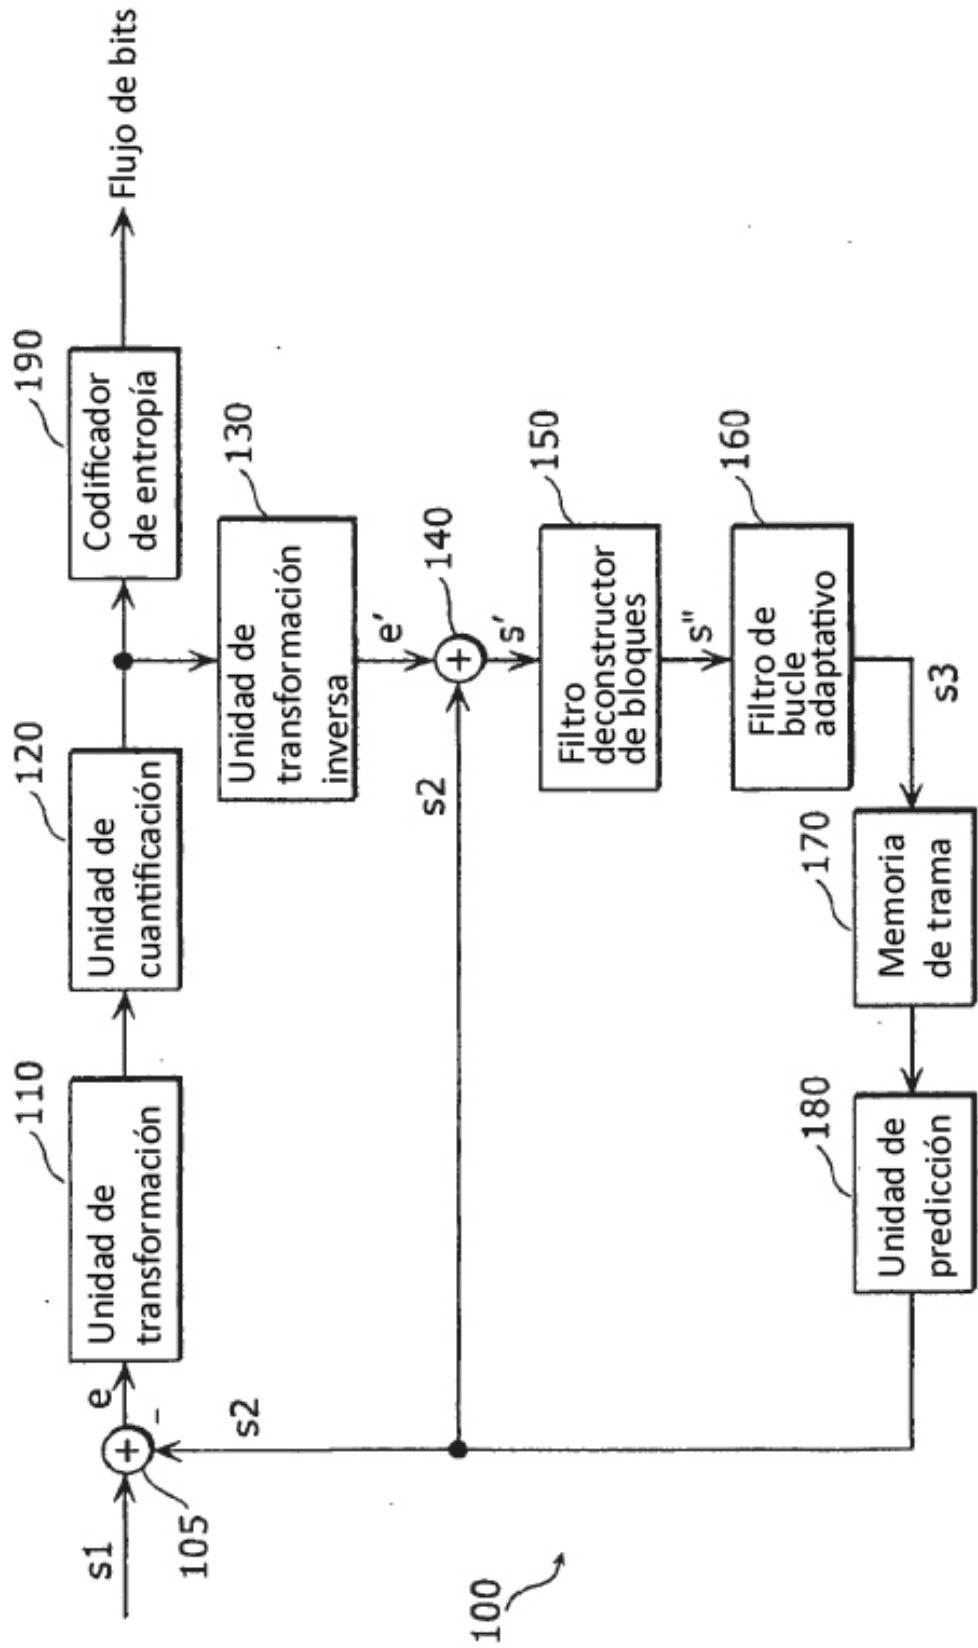 110
120
190
Unidad de
transformación
Unidad de
cuantificación
Codificador
de entropía
Flujo de bits
s1
e
-
+
105
s2
130
Unidad de
transformación
inversa
e'
140
+
s2
s'
150
Filtro
deconstructor
de bloques
s"
160
Filtro de
bucle
adaptativo
s3
170
Memoria
de trama
180
Unidad de
predicción
100